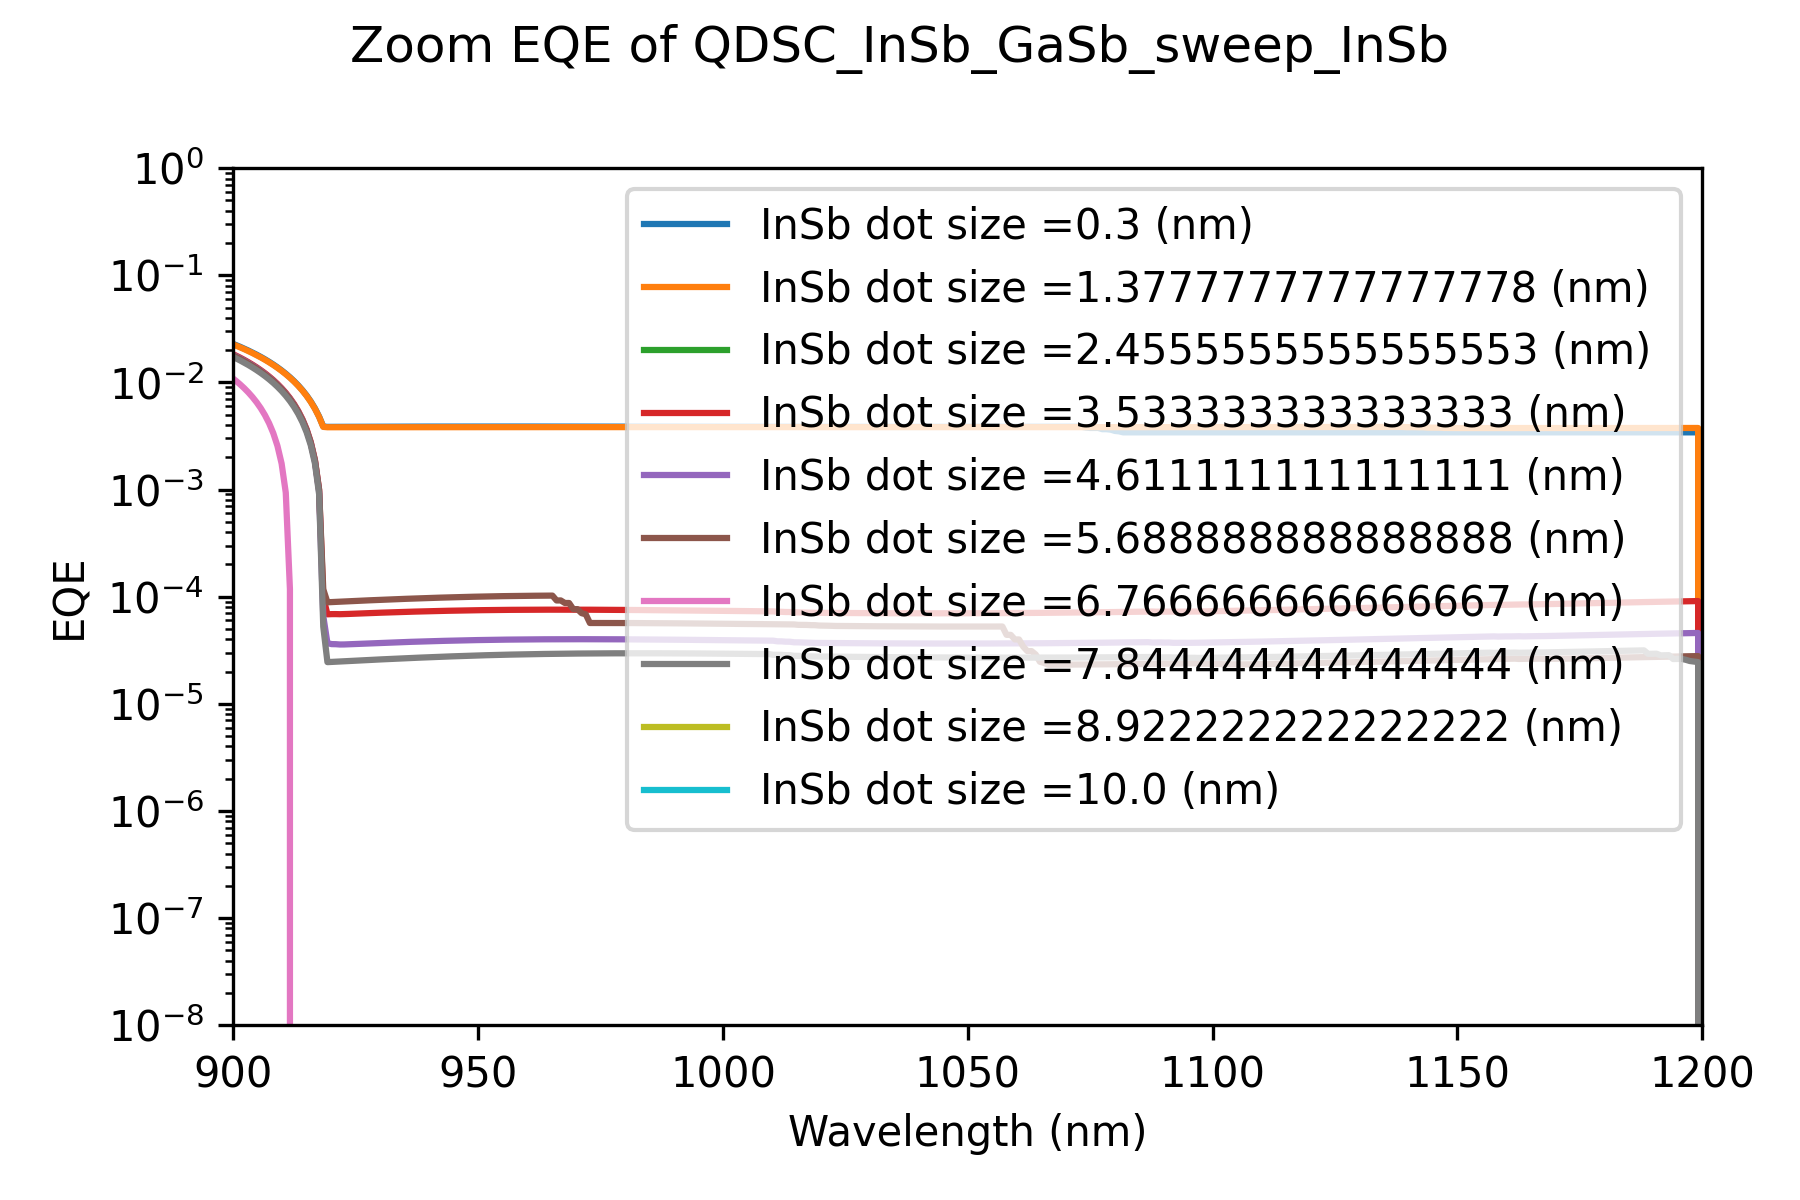 Zoom EQE of QDSC_InSb_GaSb_sweep_InSb
10⁰
10⁻¹
10⁻²
10⁻³
10⁻⁴
10⁻⁵
10⁻⁶
10⁻⁷
10⁻⁸
EQE
InSb dot size =0.3 (nm)
InSb dot size =1.3777777777777778 (nm)
InSb dot size =2.4555555555555553 (nm)
InSb dot size =3.533333333333333 (nm)
InSb dot size =4.611111111111111 (nm)
InSb dot size =5.688888888888888 (nm)
InSb dot size =6.766666666666667 (nm)
InSb dot size =7.844444444444444 (nm)
InSb dot size =8.922222222222222 (nm)
InSb dot size =10.0 (nm)
900 950 1000 1050 1100 1150 1200
Wavelength (nm)